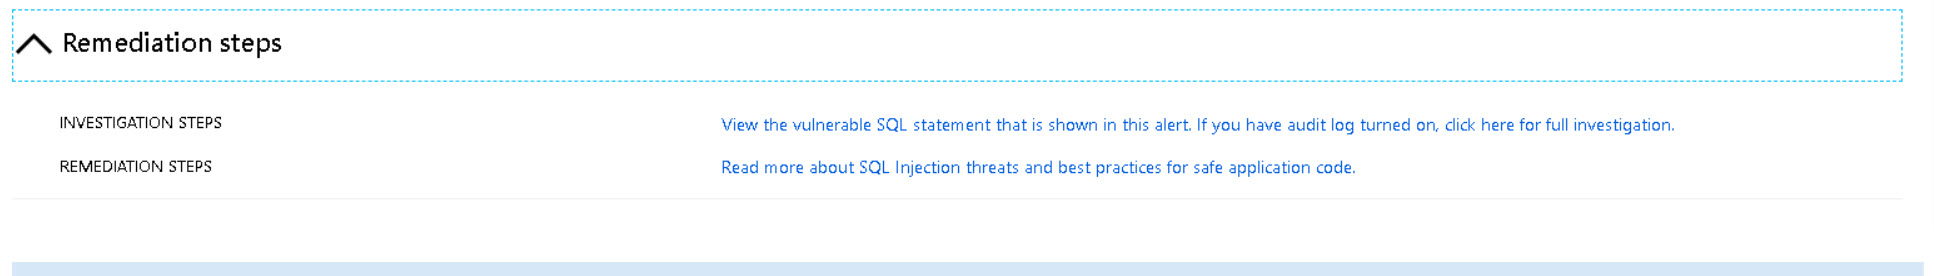 Remediation steps
INVESTIGATION STEPS
View the vulnerable SQL statement that is shown in this alert. If you have audit log turned on, click here for full investigation.
REMEDIATION STEPS
Read more about SQL Injection threats and best practices for safe application code.